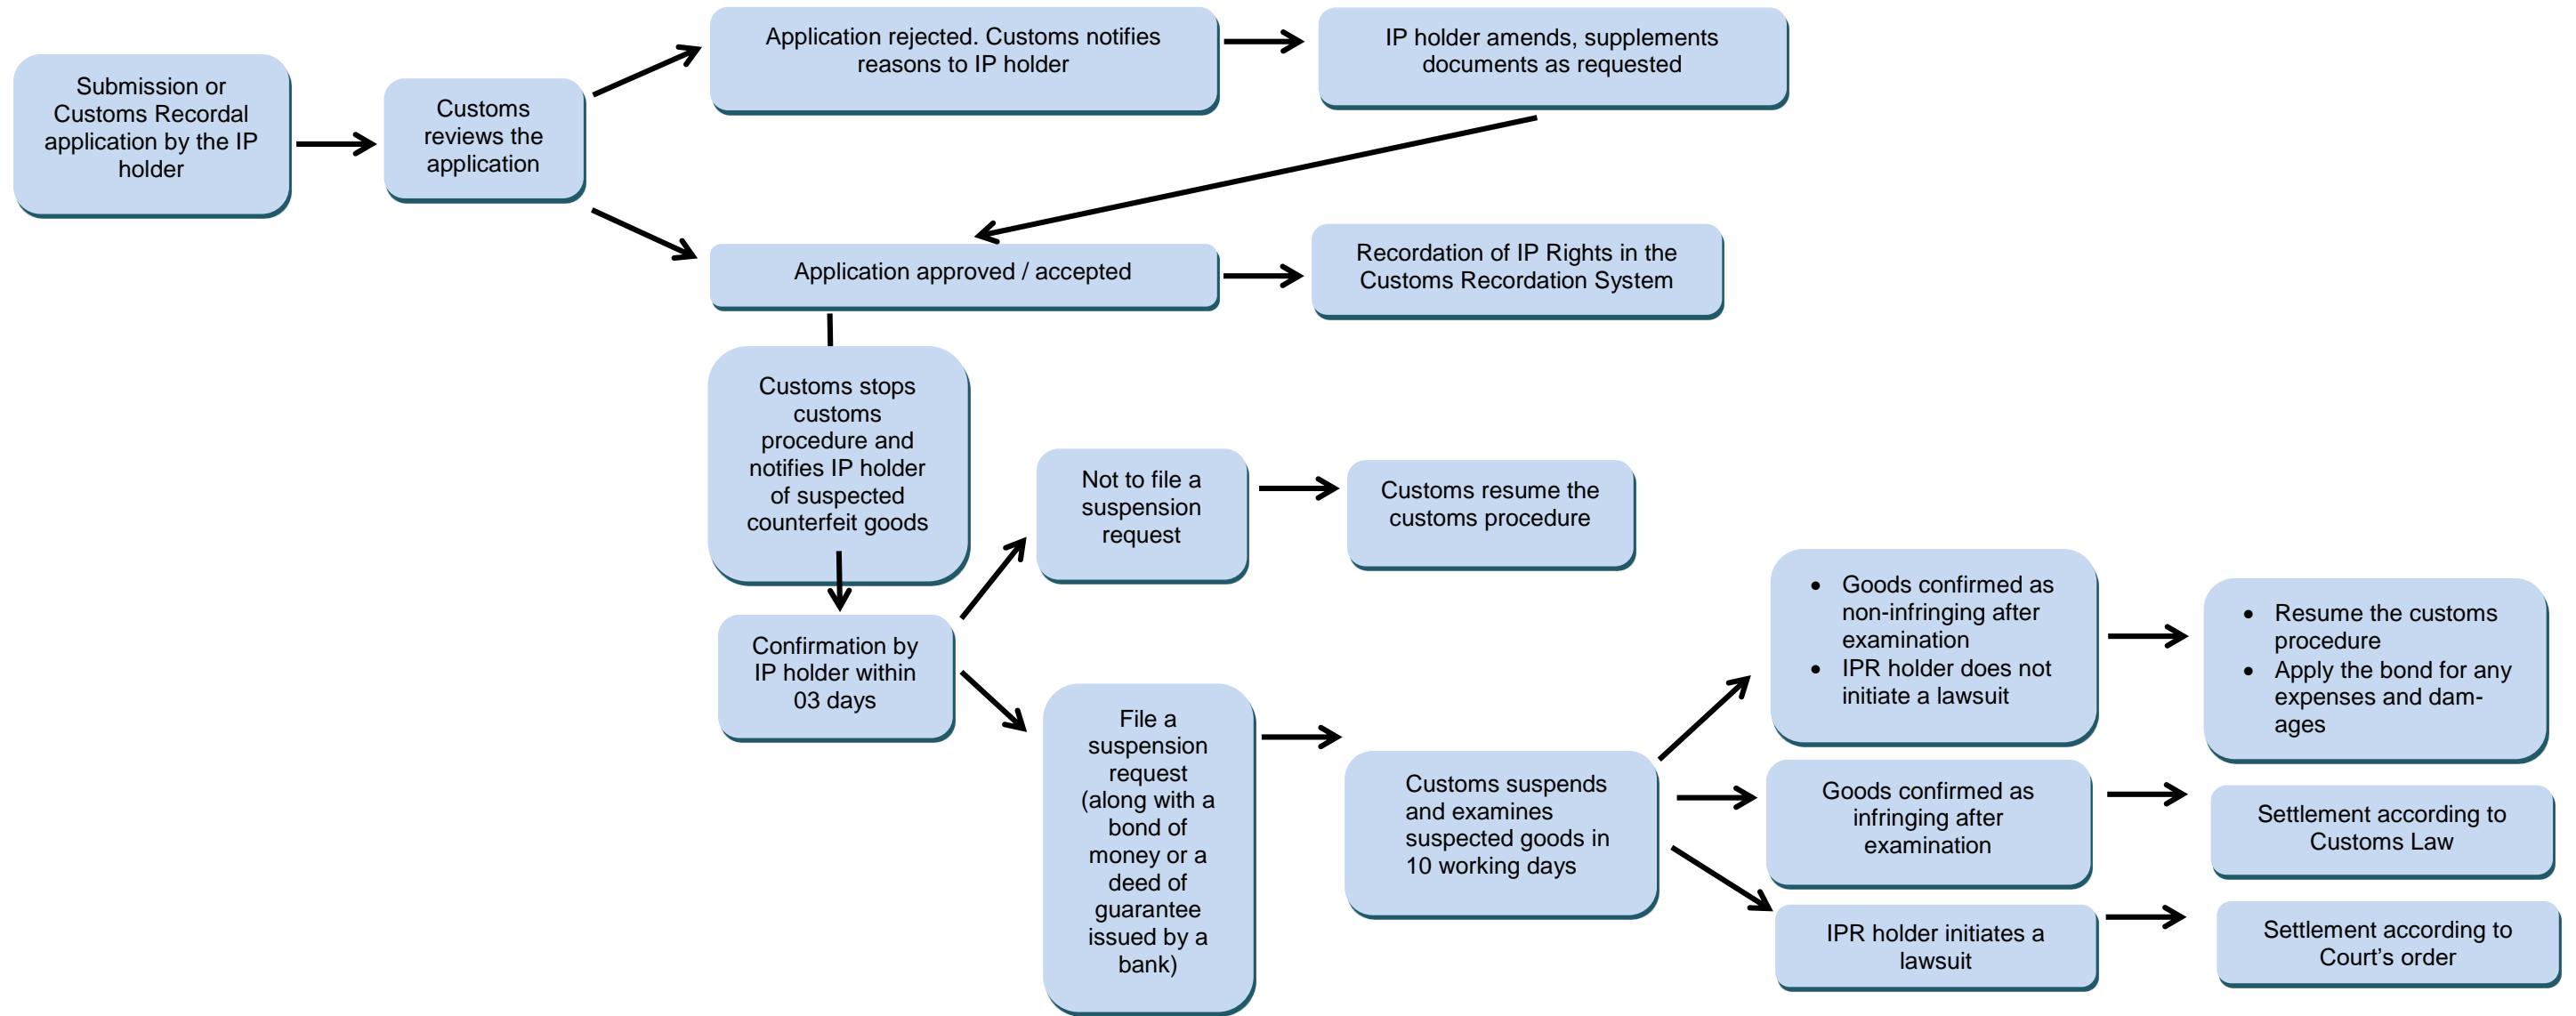 Submission or
Customs Recordal
application by the IP
holder
Customs
reviews the
application
Application rejected. Customs notifies
reasons to IP holder
IP holder amends, supplements
documents as requested
Application approved / accepted
Recordation of IP Rights in the
Customs Recordation System
Customs stops
customs
procedure and
notifies IP holder
of suspected
counterfeit goods
Confirmation by
IP holder within
03 days
Not to file a
suspension
request
Customs resume the
customs procedure
File a
suspension
request
(along with a
bond of
money or a
deed of
guarantee
issued by a
bank)
Customs suspends
and examines
suspected goods in
10 working days
• Goods confirmed as
non-infringing after
examination
• IPR holder does not
initiate a lawsuit
• Resume the customs
procedure
• Apply the bond for any
expenses and dam-
ages
Goods confirmed as
infringing after
examination
Settlement according to
Customs Law
IPR holder initiates a
lawsuit
Settlement according to
Court’s order